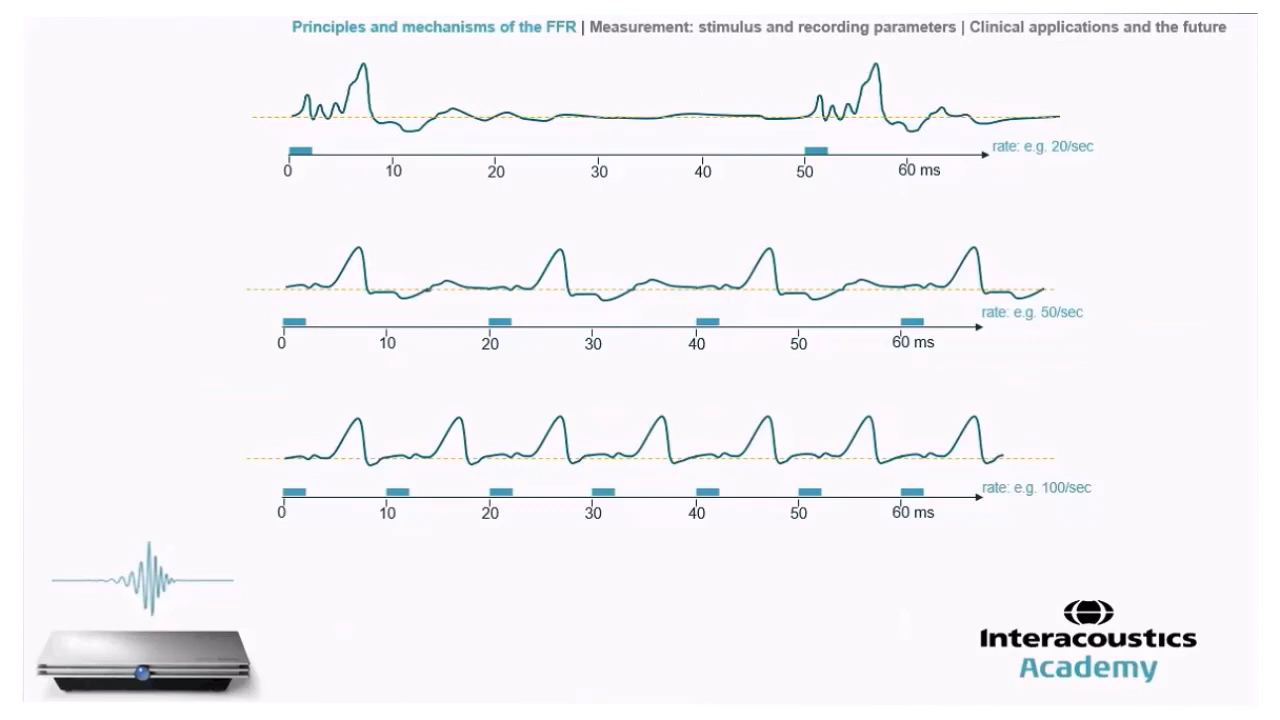 Principles and mechanisms of the FFR | Measurement: stimulus and recording parameters | Clinical applications and the future
rate: e.g. 20/sec
0 10 20 30 40 50 60 ms
rate: e.g. 50/sec
0 10 20 30 40 50 60 ms
rate: e.g. 100/sec
0 10 20 30 40 50 60 ms
Interacoustics
Academy